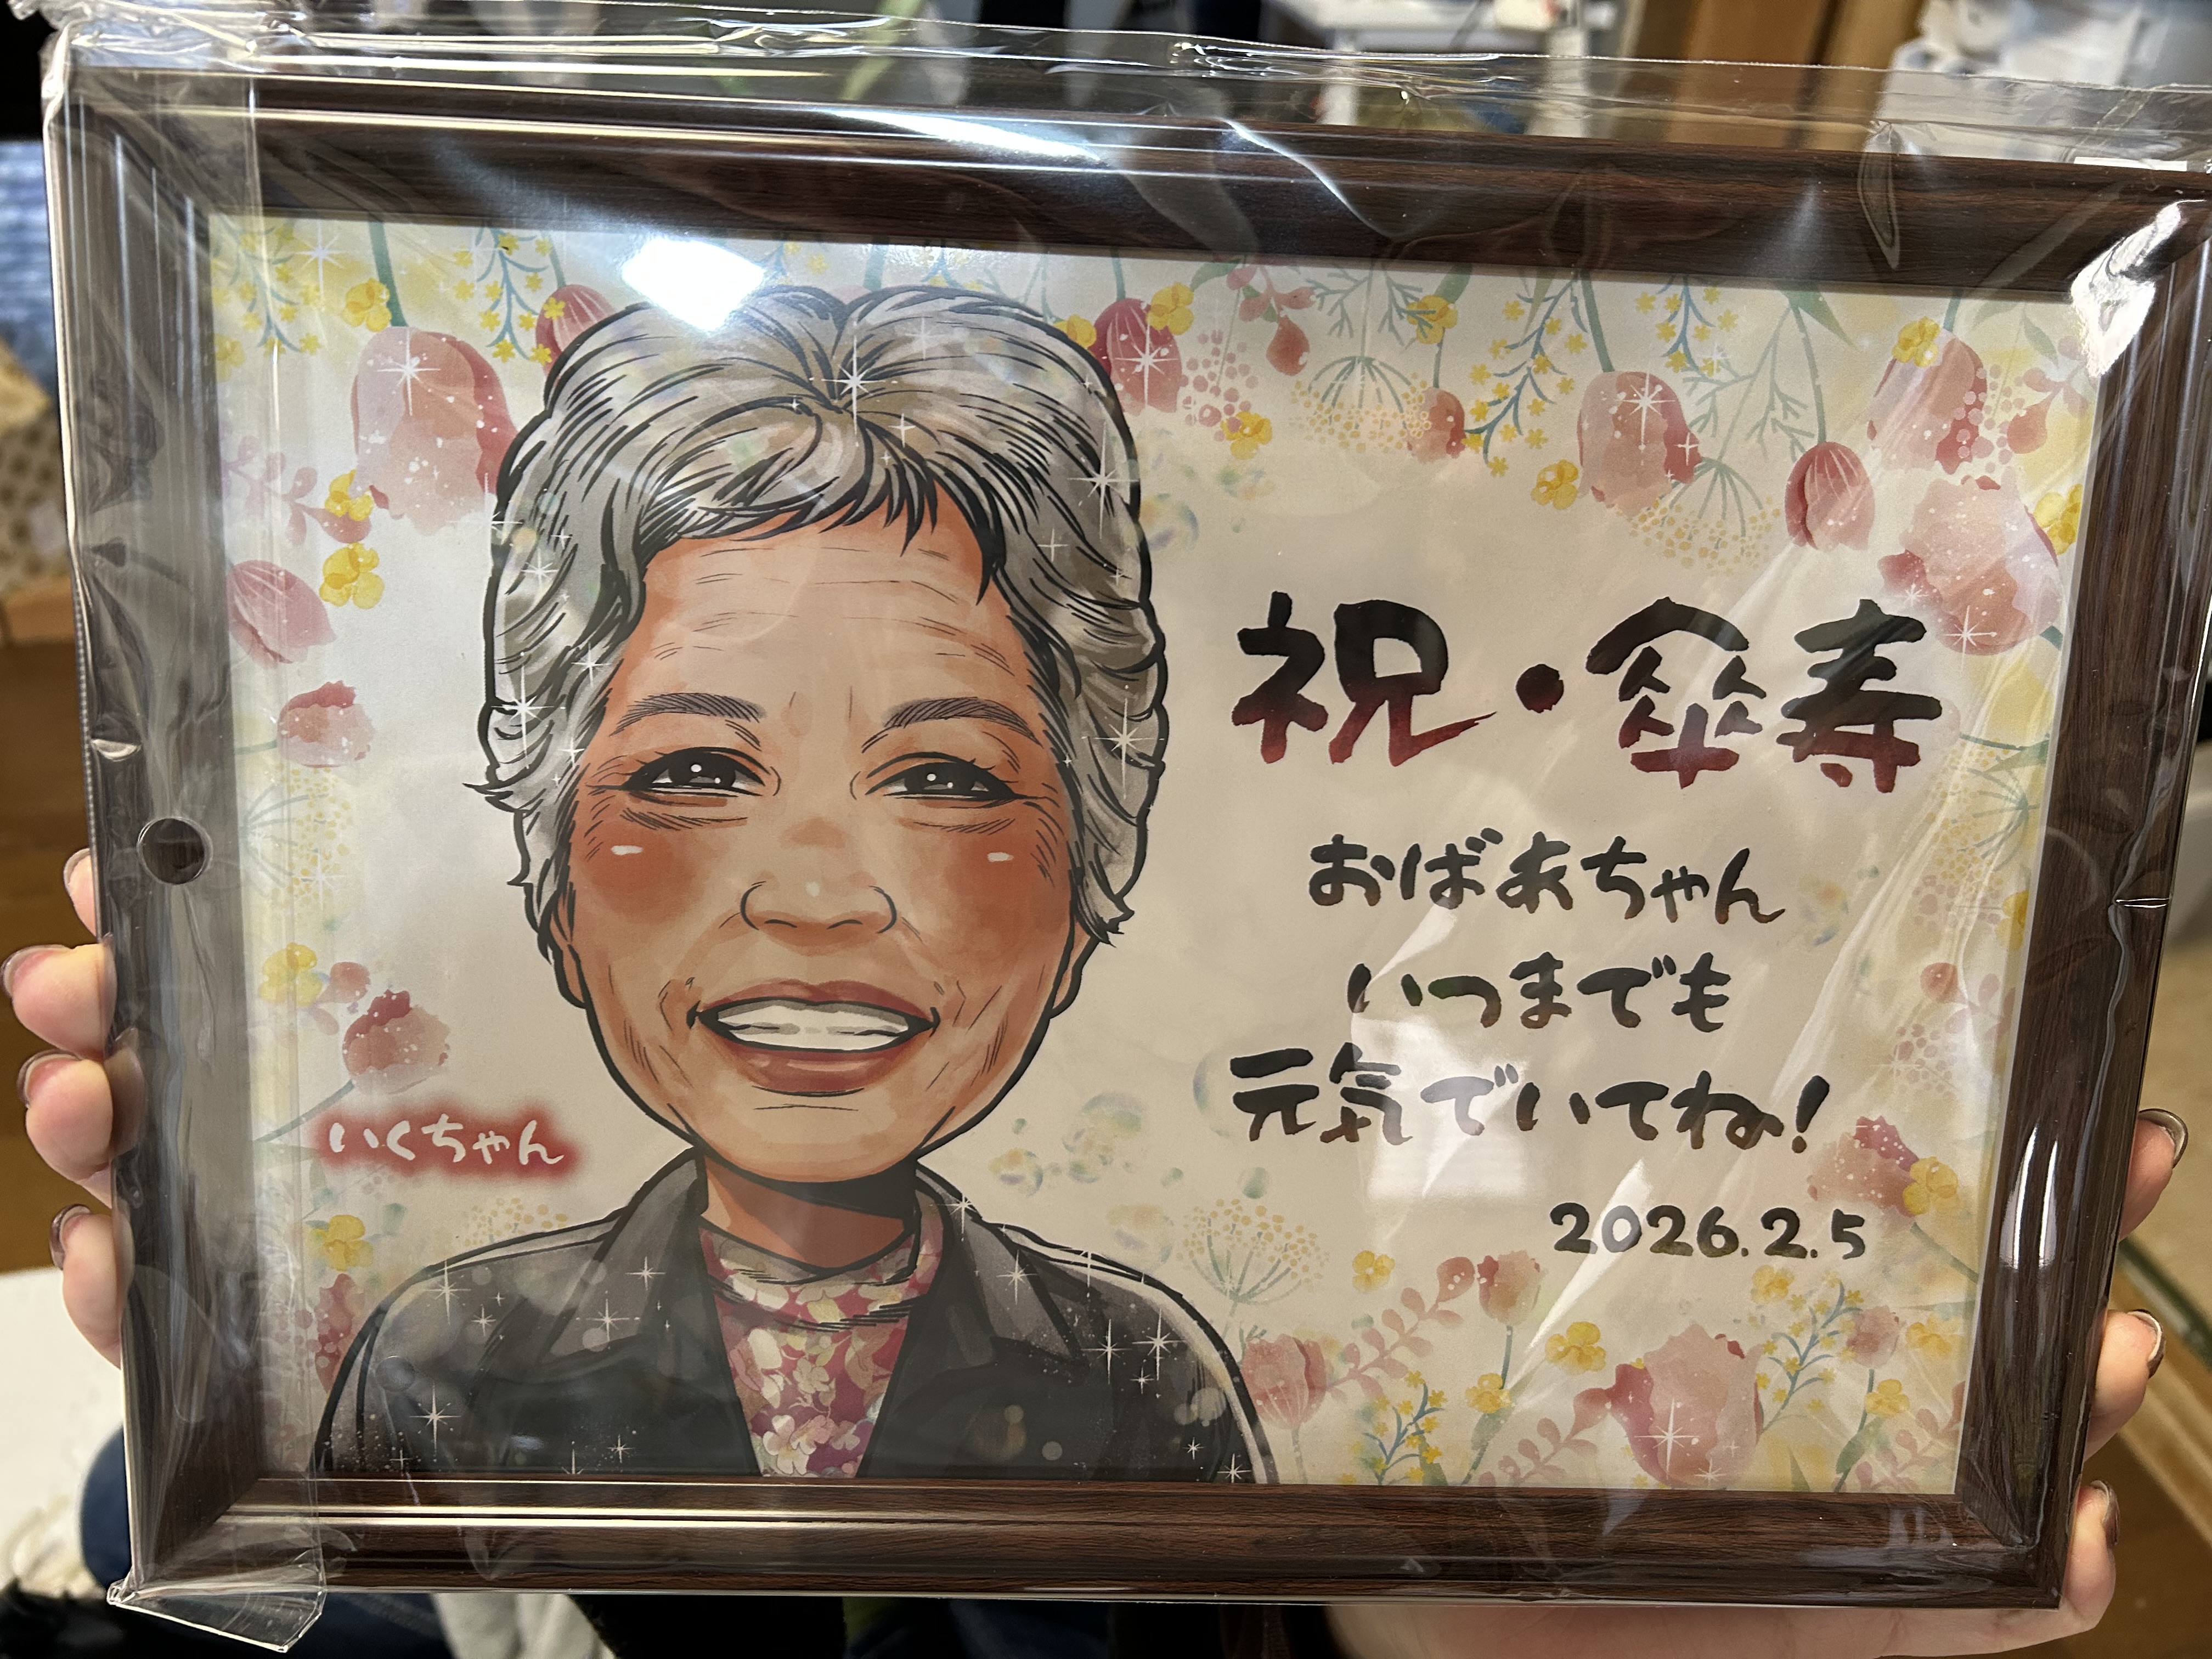 祝・傘寿
おばあちゃん
いつまでも
元気でいてね！
2026.2.5
いくちゃん